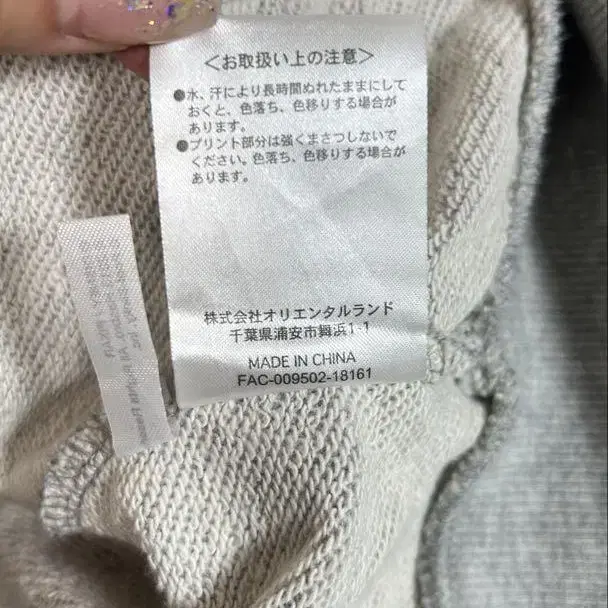 ＜お取扱い上の注意＞
●水、汗により長時間ぬれたままにして
おくと、色落ち、色移りする場合が
あります。
●プリント部分は強くまさつしないで
ください。色落ち、色移りする場合が
あります。
株式会社オリエンタルランド
千葉県浦安市舞浜1-1
MADE IN CHINA
FAC-009502-18161